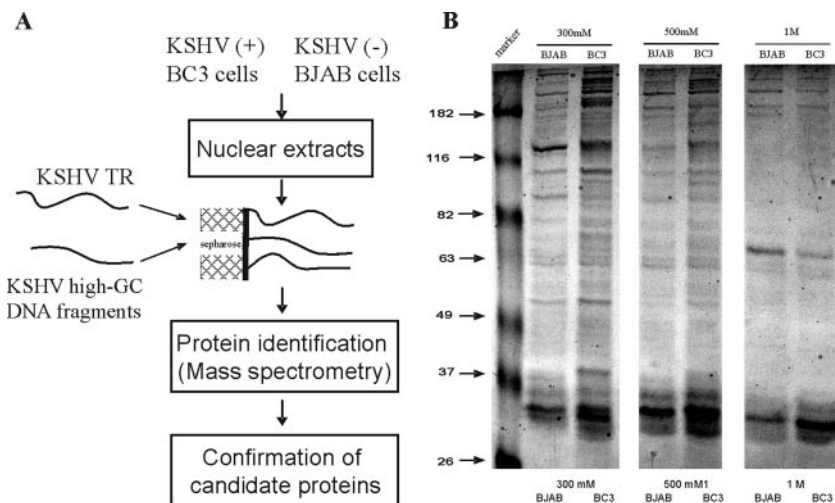 A
KSHV (+)
BC3 cells
KSHV (-)
BJAB cells
Nuclear extracts
KSHV TR
sepharose
KSHV high-GC
DNA fragments
Protein identification
(Mass spectrometry)
Confirmation of
candidate proteins
B
marker
300mM
500mM
1M
BJAB BC3
BJAB BC3
BJAB BC3
182
116
82
63
49
37
26
300 mM
500 mM1
1 M
BJAB BC3
BJAB BC3
BJAB BC3